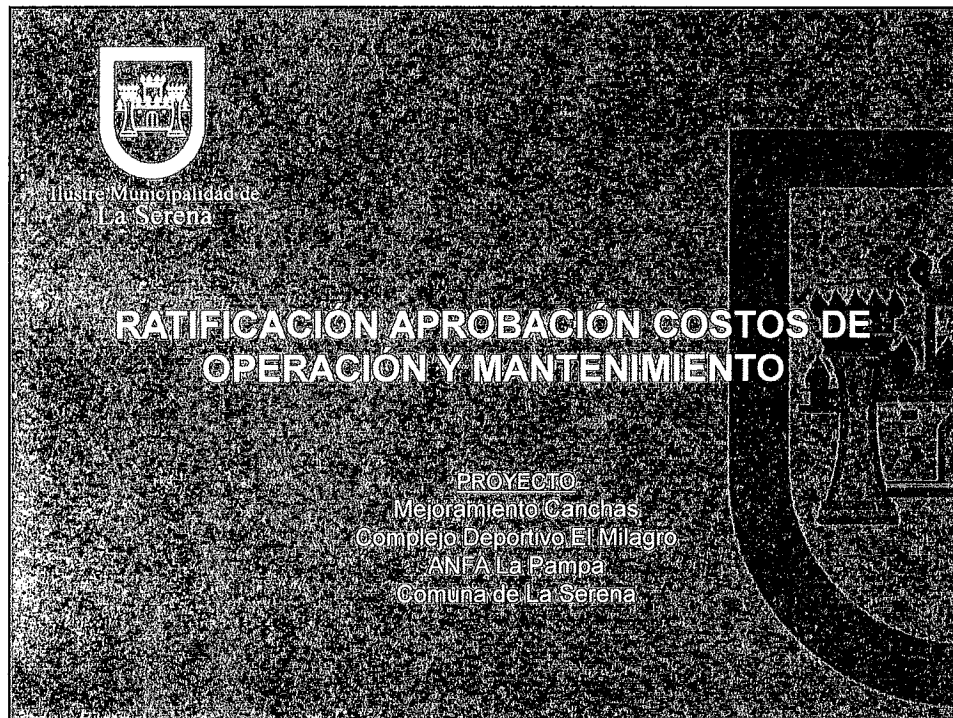 Ilustre Municipalidad de
La Serena
RATIFICACIÓN APROBACIÓN COSTOS DE
OPERACIÓN Y MANTENIMIENTO
PROYECTO
Mejoramiento Canchas
Complejo Deportivo El Milagro
ANFA La Pampa
Comuna de La Serena